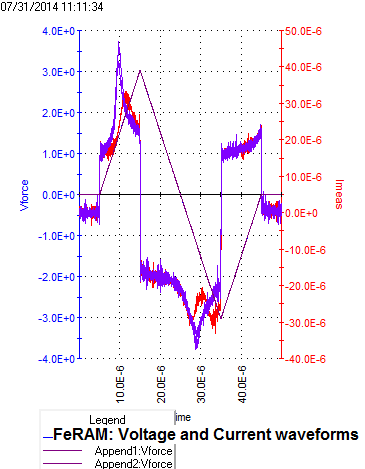 07/31/2014 11:11:34
4.0E+0
3.0E+0
2.0E+0
1.0E+0
0.0E+0
-1.0E+0
-2.0E+0
-3.0E+0
-4.0E+0
Vforce
50.0E-6
40.0E-6
30.0E-6
20.0E-6
10.0E-6
0.0E+0
-10.0E-6
-20.0E-6
-30.0E-6
-40.0E-6
Imeas
10.0E-6
20.0E-6
30.0E-6
40.0E-6
ime
Legend
FeRAM: Voltage and Current waveforms
Append1:Vforce
Append2:Vforce